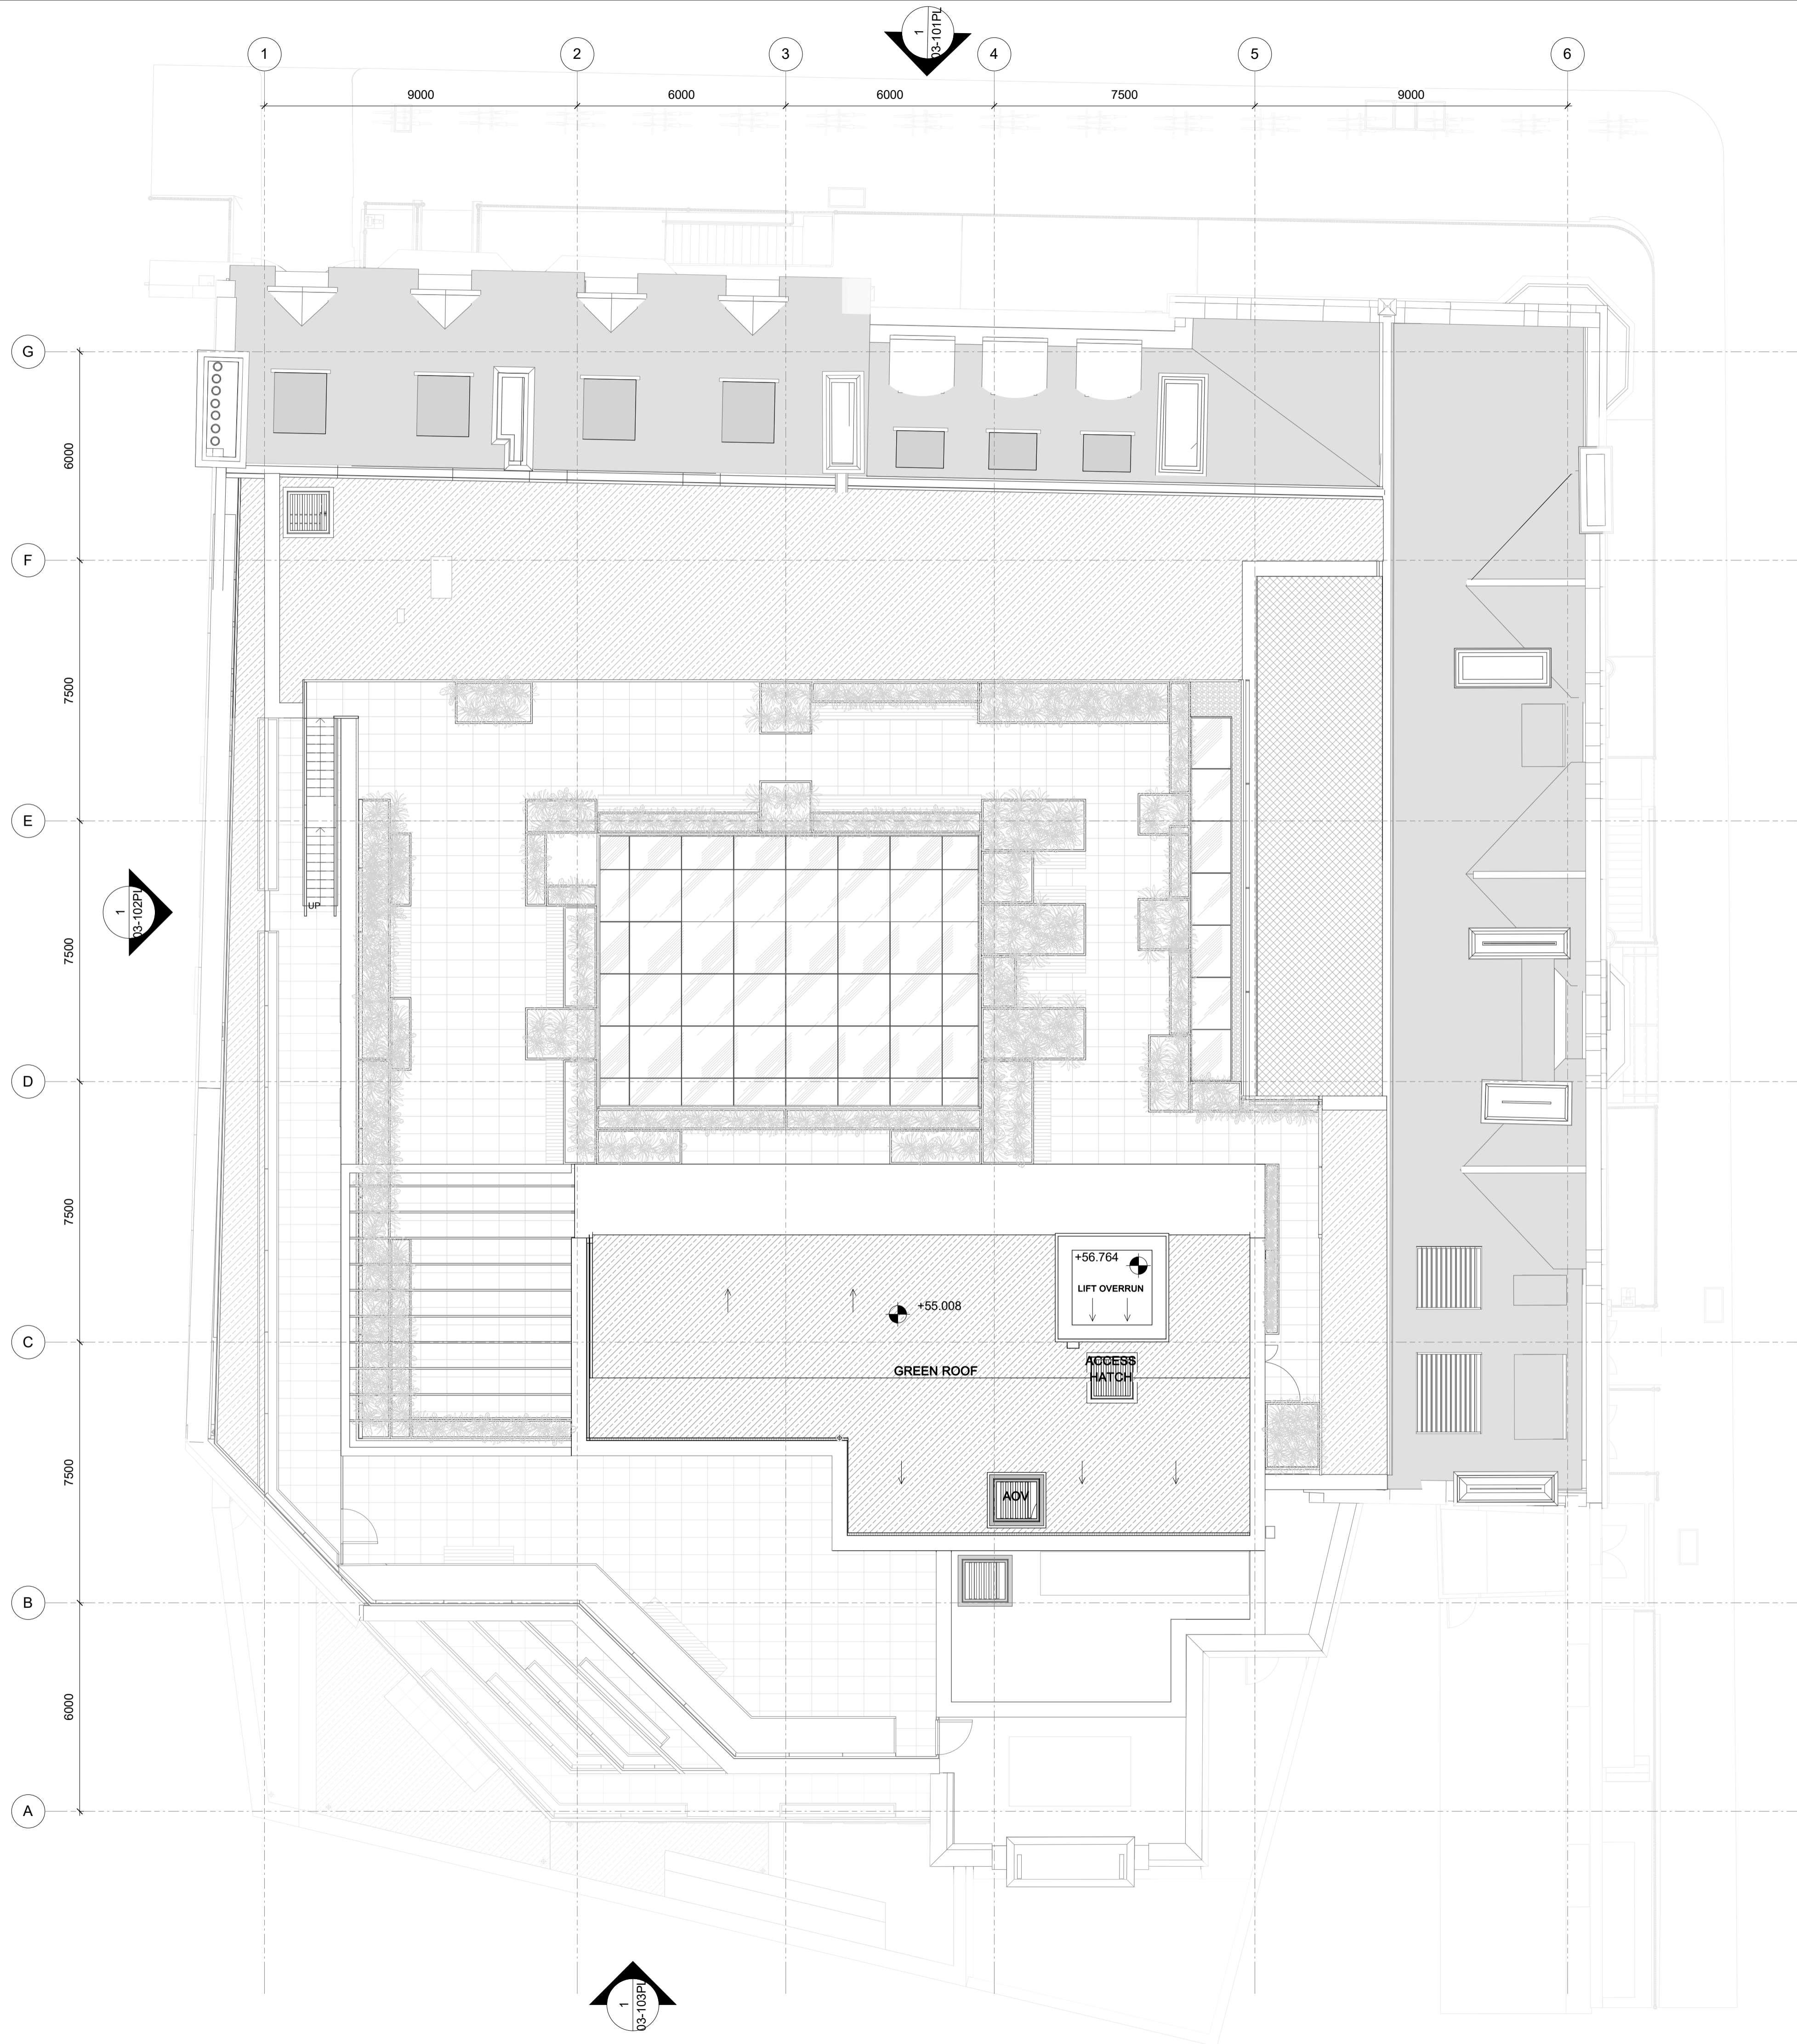 1
03-101PL
1
2
3
4
5
6
9000
6000
6000
7500
9000
G
6000
F
7500
E
UP
1
03-102PL
7500
D
7500
+56.764
LIFT OVERRUN
+55.008
C
GREEN ROOF
ACCESS
HATCH
7500
AOV
B
6000
A
1
03-103PL